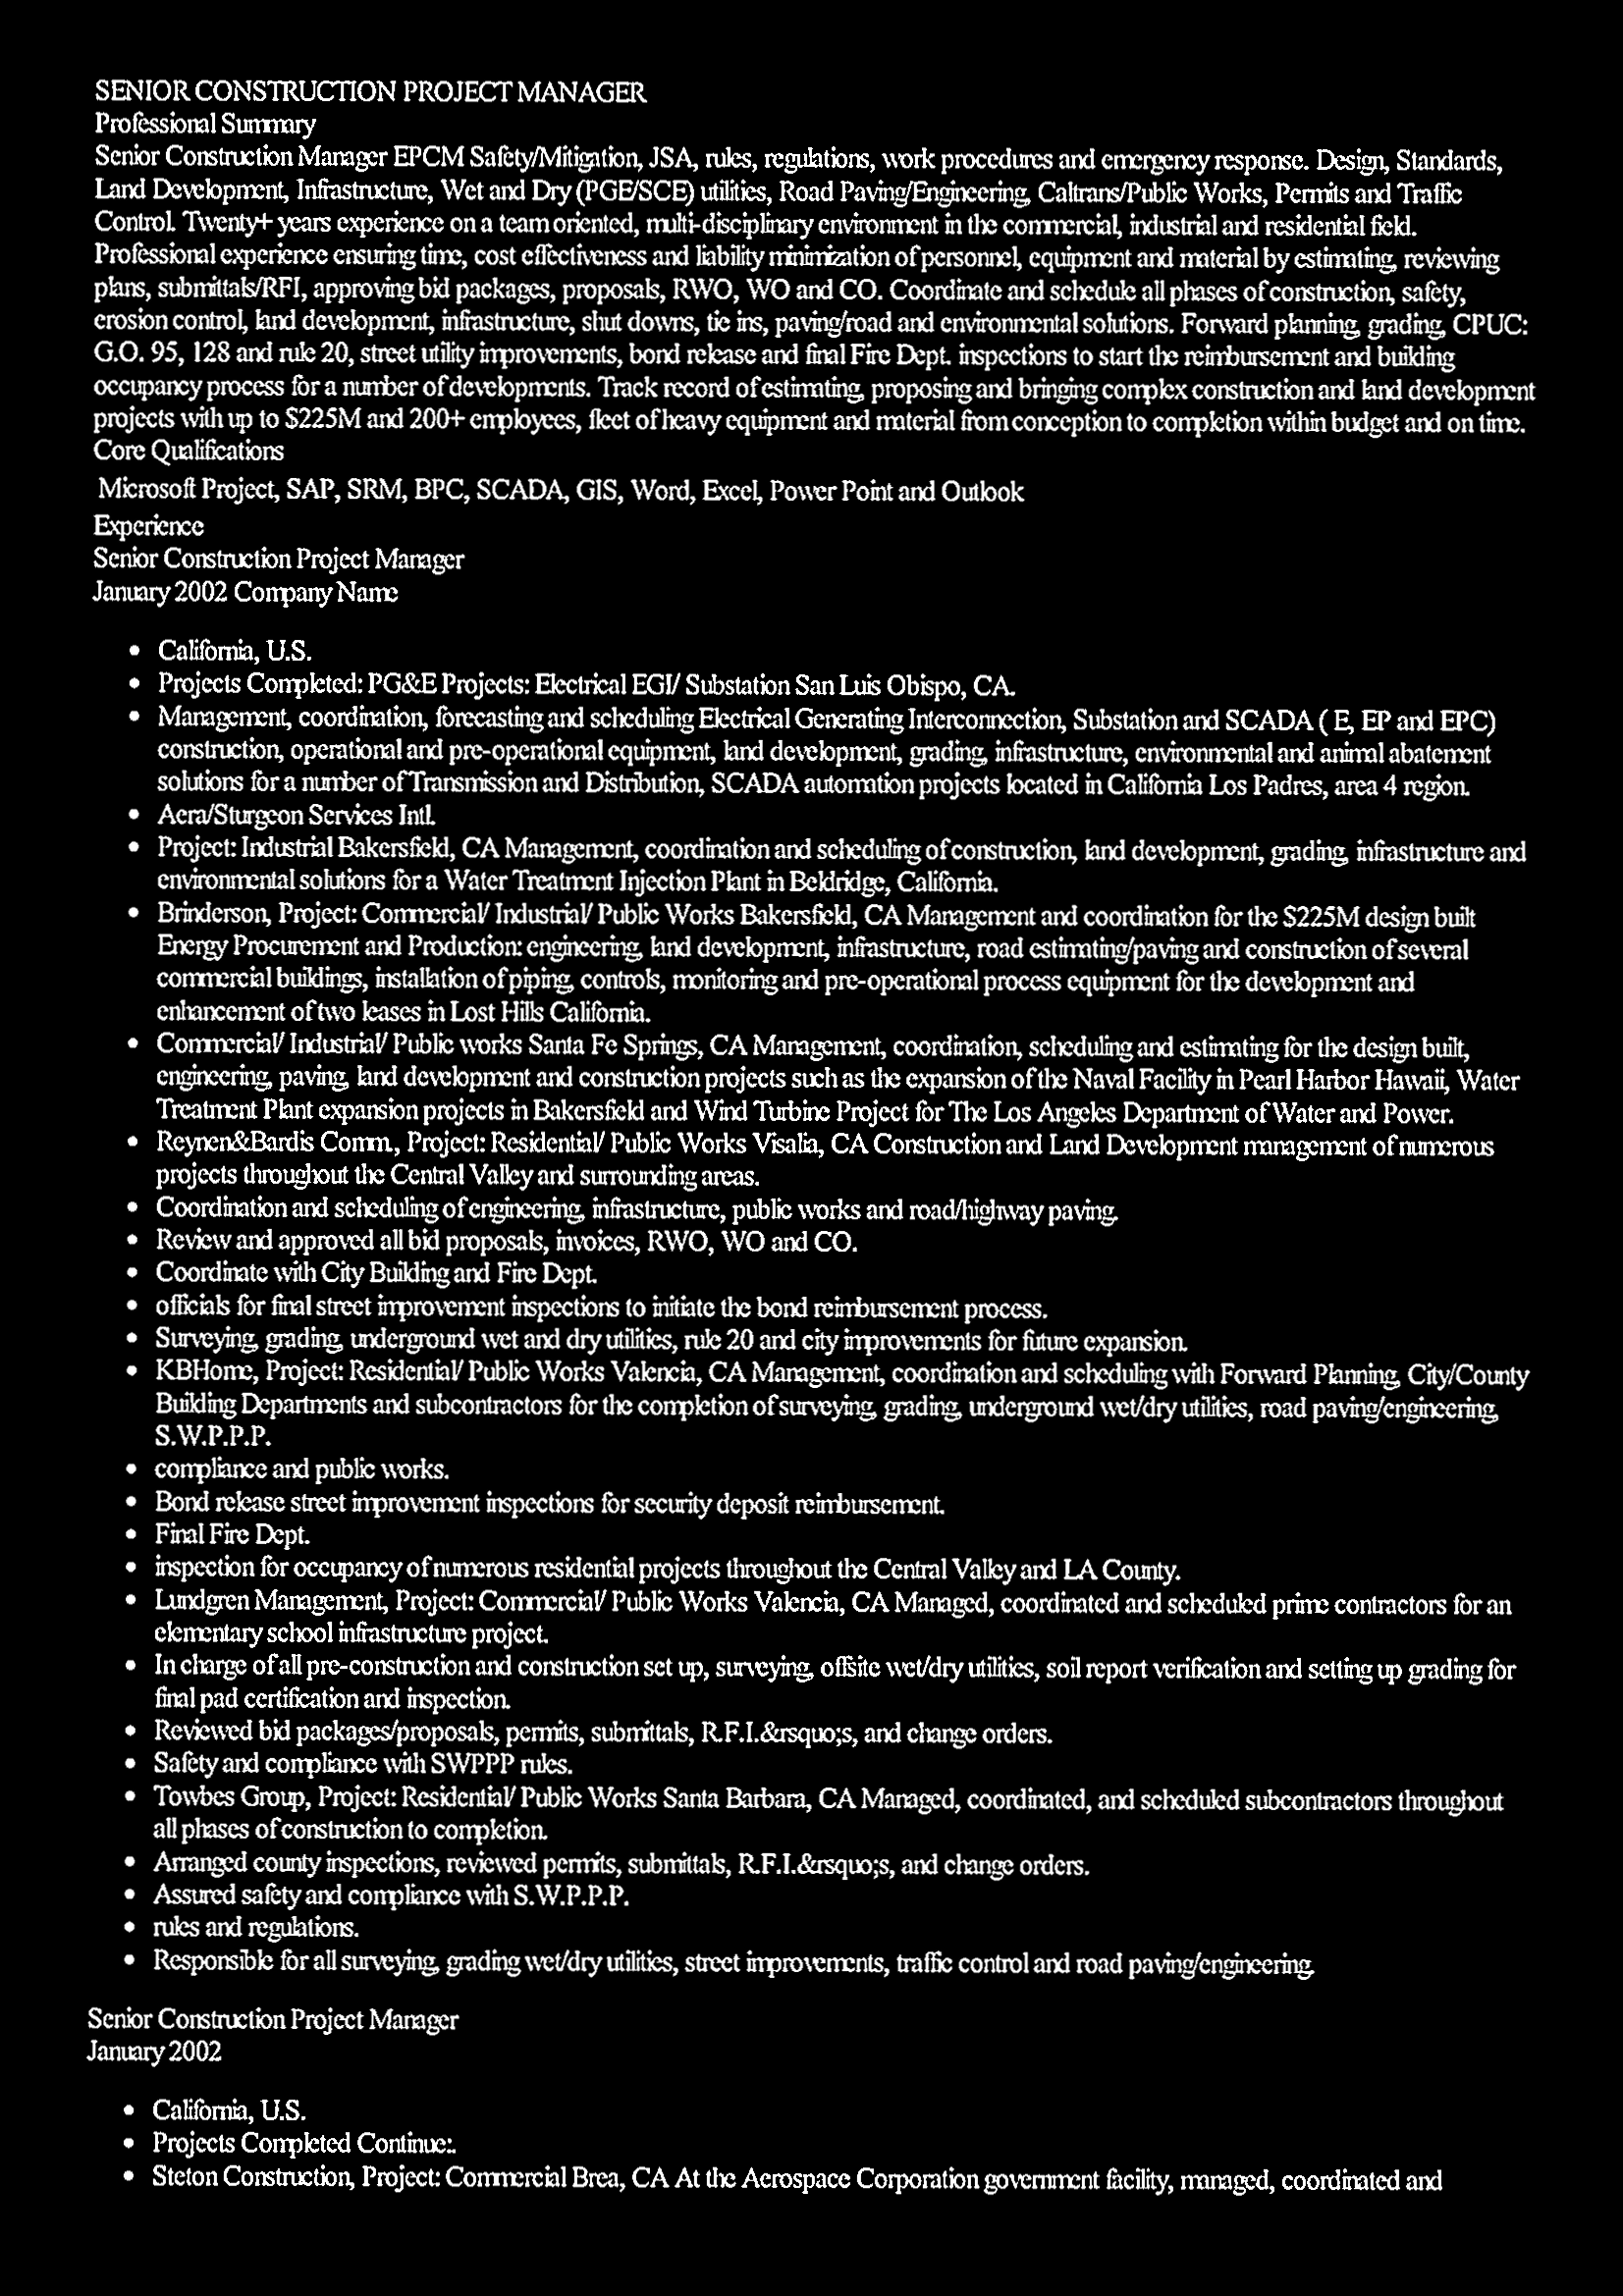 SENIOR CONSTRUCTION PROJECT MANAGER
Professional Summary
Senior Construction Manager EPCM Safety/Mitigation, JSA, rules, regulations, work procedures and emergency response. Design, Standards,
Land Development, Infrastructure, Wet and Dry (PGE/SCE) utilities, Road Paving/Engineering, Caltrans/Public Works, Permits and Traffic
Control. Twenty+ years experience on a team oriented, multi-disciplinary environment in the commercial, industrial and residential field.
Professional experience ensuring time, cost effectiveness and liability minimization of personnel, equipment and material by estimating, reviewing
plans, submittals/RFI, approving bid packages, proposals, RWO, WO and CO. Coordinate and schedule all phases of construction, safety,
erosion control, land development, infrastructure, shut downs, tie ins, paving/road and environmental solutions. Forward planning, grading, CPUC:
G.O. 95, 128 and rule 20, street utility improvements, bond release and final Fire Dept. inspections to start the reimbursement and building
occupancy process for a number of developments. Track record of estimating, proposing and bringing complex construction and land development
projects with up to $225M and 200+ employees, fleet of heavy equipment and material from conception to completion within budget and on time.
Core Qualifications
Microsoft Project, SAP, SRM, BPC, SCADA, GIS, Word, Excel, Power Point and Outlook
Experience
Senior Construction Project Manager
January 2002 Company Name
• California, U.S.
• Projects Completed: PG&E Projects: Electrical EGI/ Substation San Luis Obispo, CA.
• Management, coordination, forecasting and scheduling Electrical Generating Interconnection, Substation and SCADA ( E, EP and EPC)
construction, operational and pre-operational equipment, land development, grading, infrastructure, environmental and animal abatement
solutions for a number of Transmission and Distribution, SCADA automation projects located in California Los Padres, area 4 region.
• Aera/Sturgeon Services Intl.
• Project: Industrial Bakersfield, CA Management, coordination and scheduling of construction, land development, grading, infrastructure and
environmental solutions for a Water Treatment Injection Plant in Beldridge, California.
• Brinderson, Project: Commercial/ Industrial/ Public Works Bakersfield, CA Management and coordination for the $225M design built
Energy Procurement and Production: engineering, land development, infrastructure, road estimating/paving and construction of several
commercial buildings, installation of piping, controls, monitoring and pre-operational process equipment for the development and
enhancement of two leases in Lost Hills California.
• Commercial/ Industrial/ Public works Santa Fe Springs, CA Management, coordination, scheduling and estimating for the design built,
engineering, paving, land development and construction projects such as the expansion of the Naval Facility in Pearl Harbor Hawaii, Water
Treatment Plant expansion projects in Bakersfield and Wind Turbine Project for The Los Angeles Department of Water and Power.
• Reynen&Bardis Comm., Project: Residential/ Public Works Visalia, CA Construction and Land Development management of numerous
projects throughout the Central Valley and surrounding areas.
• Coordination and scheduling of engineering, infrastructure, public works and road/highway paving.
• Review and approved all bid proposals, invoices, RWO, WO and CO.
• Coordinate with City Building and Fire Dept.
• officials for final street improvement inspections to initiate the bond reimbursement process.
• Surveying, grading, underground wet and dry utilities, rule 20 and city improvements for future expansion.
• KBHome, Project: Residential/ Public Works Valencia, CA Management, coordination and scheduling with Forward Planning, City/County
Building Departments and subcontractors for the completion of surveying, grading, underground wet/dry utilities, road paving/engineering,
S.W.P.P.P.
• compliance and public works.
• Bond release street improvement inspections for security deposit reimbursement.
• Final Fire Dept.
• inspection for occupancy of numerous residential projects throughout the Central Valley and LA County.
• Lundgren Management, Project: Commercial/ Public Works Valencia, CA Managed, coordinated and scheduled prime contractors for an
elementary school infrastructure project.
• In charge of all pre-construction and construction set up, surveying, offsite wet/dry utilities, soil report verification and setting up grading for
final pad certification and inspection.
• Reviewed bid packages/proposals, permits, submittals, R.F.I.&rsquo;s, and change orders.
• Safety and compliance with SWPPP rules.
• Towbes Group, Project: Residential/ Public Works Santa Barbara, CA Managed, coordinated, and scheduled subcontractors throughout
all phases of construction to completion.
• Arranged county inspections, reviewed permits, submittals, R.F.I.&rsquo;s, and change orders.
• Assured safety and compliance with S.W.P.P.P.
• rules and regulations.
• Responsible for all surveying, grading wet/dry utilities, street improvements, traffic control and road paving/engineering.
Senior Construction Project Manager
January 2002
• California, U.S.
• Projects Completed Continue:.
• Steton Construction, Project: Commercial Brea, CA At the Aerospace Corporation government facility, managed, coordinated and